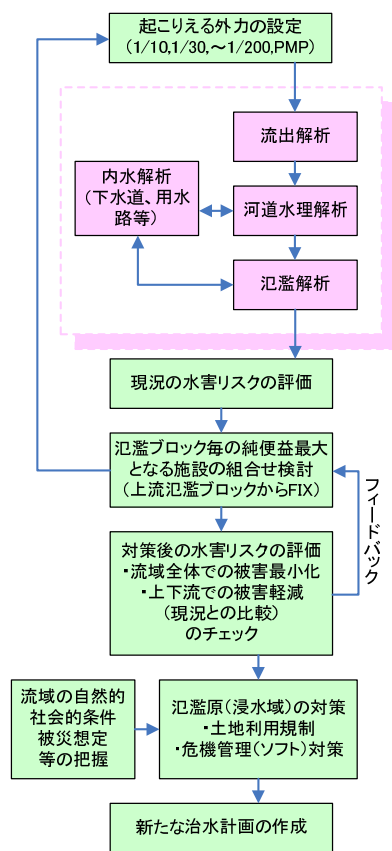 起こりえる外力の設定
(1/10,1/30,～1/200,PMP)
流出解析
内水解析
(下水道、用水
路等)
河道水理解析
氾濫解析
現況の水害リスクの評価
氾濫ブロック毎の純便益最大
となる施設の組合せ検討
(上流氾濫ブロックからFIX)
フィードバック
対策後の水害リスクの評価
・流域全体での被害最小化
・上下流での被害軽減
(現況との比較)
のチェック
流域の自然的
社会的条件
被災想定
等の把握
氾濫原(浸水域)の対策
・土地利用規制
・危機管理(ソフト)対策
新たな治水計画の作成